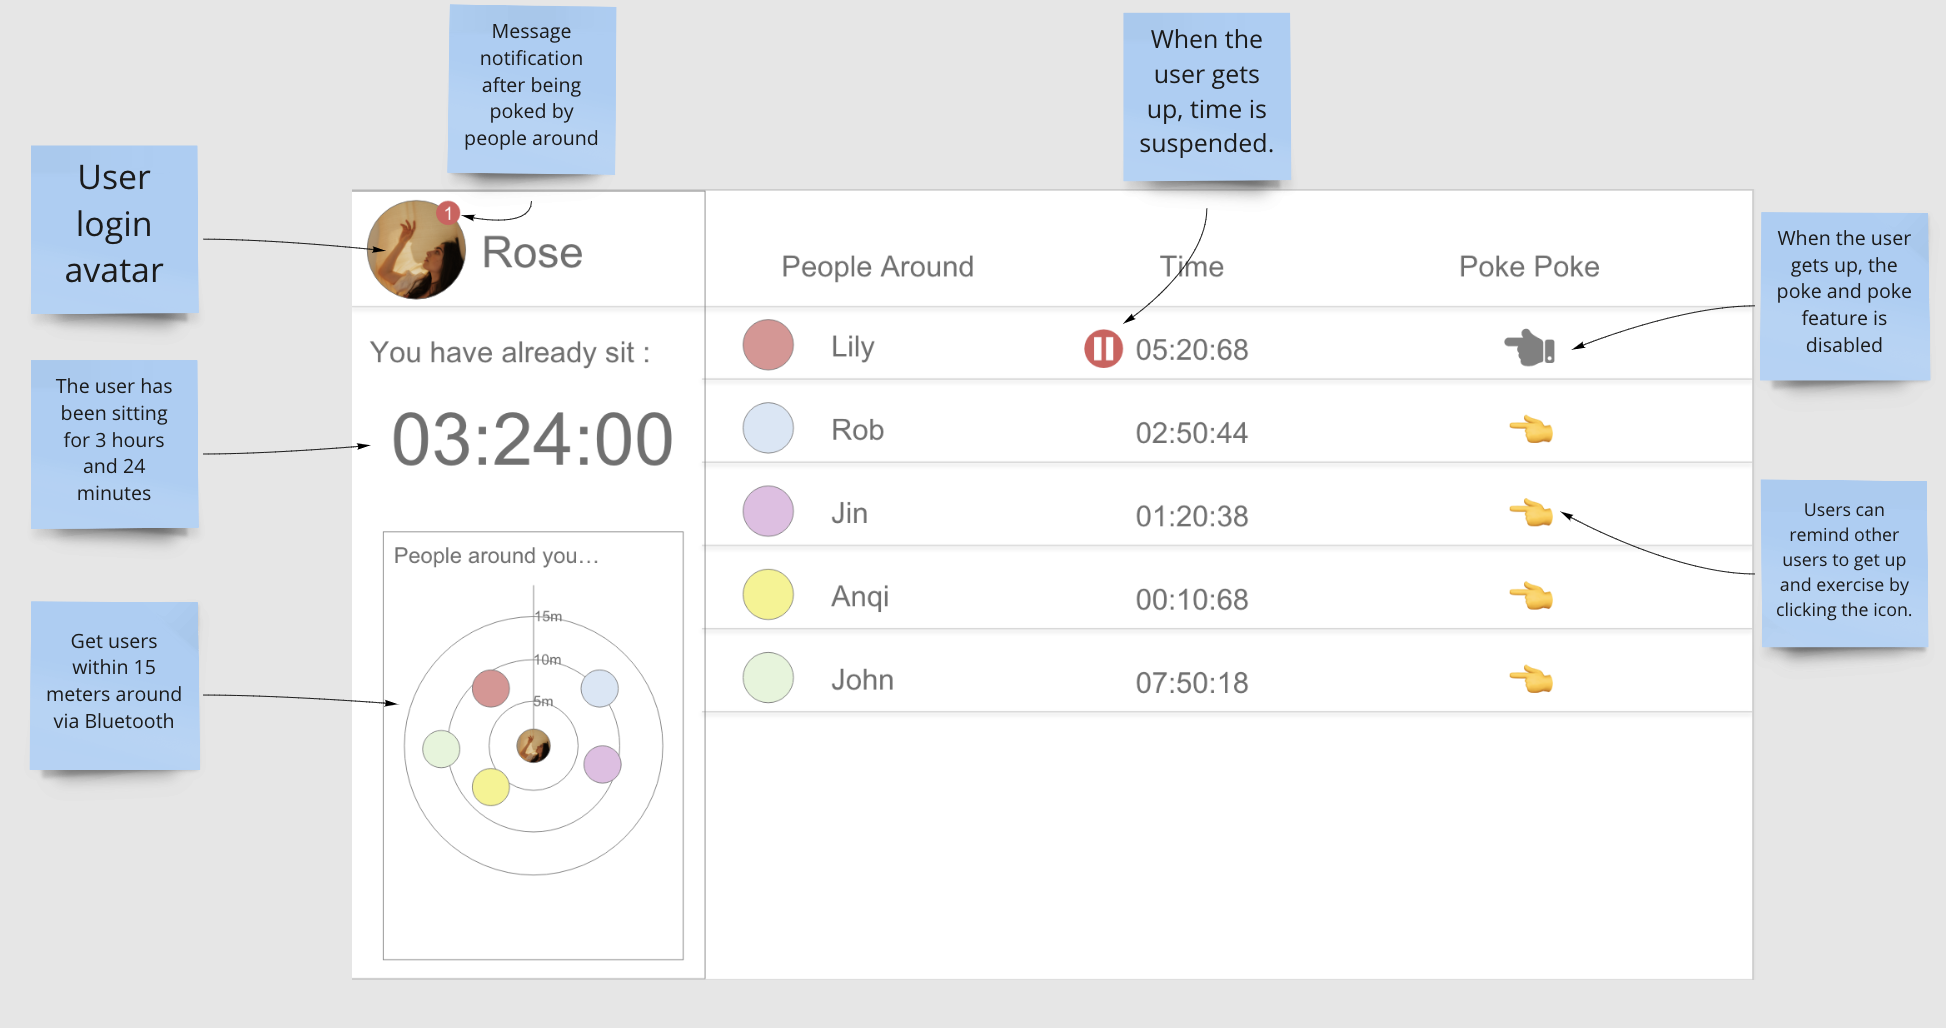 Message
notification
after being
poked by
people around
When the
user gets
up, time is
suspended.
User
login
avatar
1
Rose
People Around
Time
Poke Poke
When the user
gets up, the
poke and poke
feature is
disabled
You have already sit :
03:24:00
The user has
been sitting
for 3 hours
and 24
minutes
Lily
05:20:68
Rob
02:50:44
Jin
01:20:38
Anqi
00:10:68
John
07:50:18
Users can
remind other
users to get up
and exercise by
clicking the icon.
People around you...
15m
10m
5m
Get users
within 15
meters around
via Bluetooth